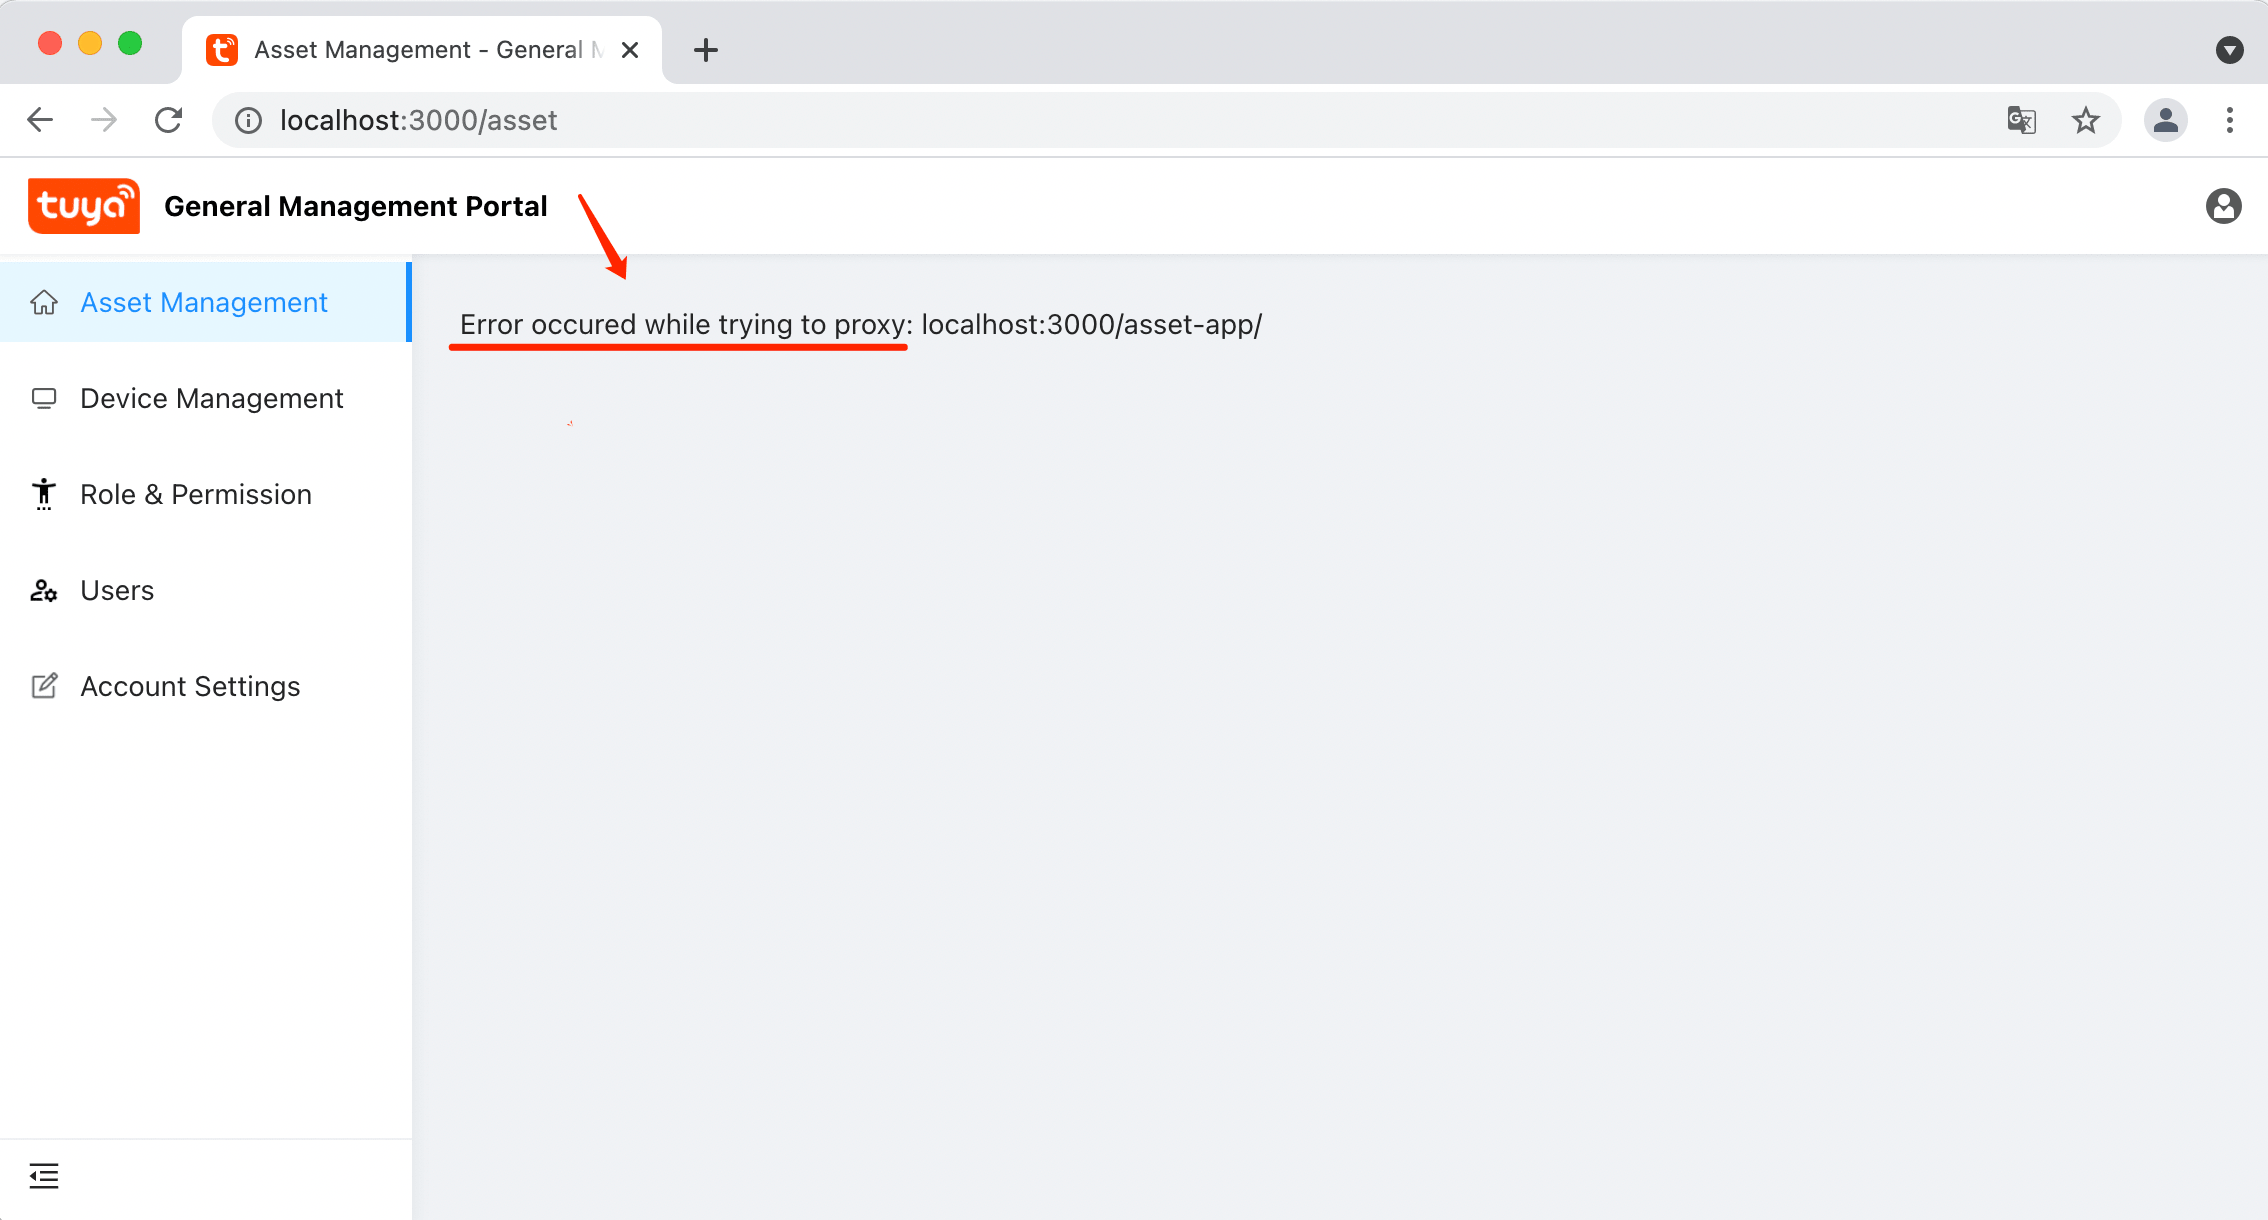 Asset Management - General M
localhost:3000/asset
tuya
General Management Portal
Asset Management
Error occured while trying to proxy: localhost:3000/asset-app/
Device Management
Role & Permission
Users
Account Settings